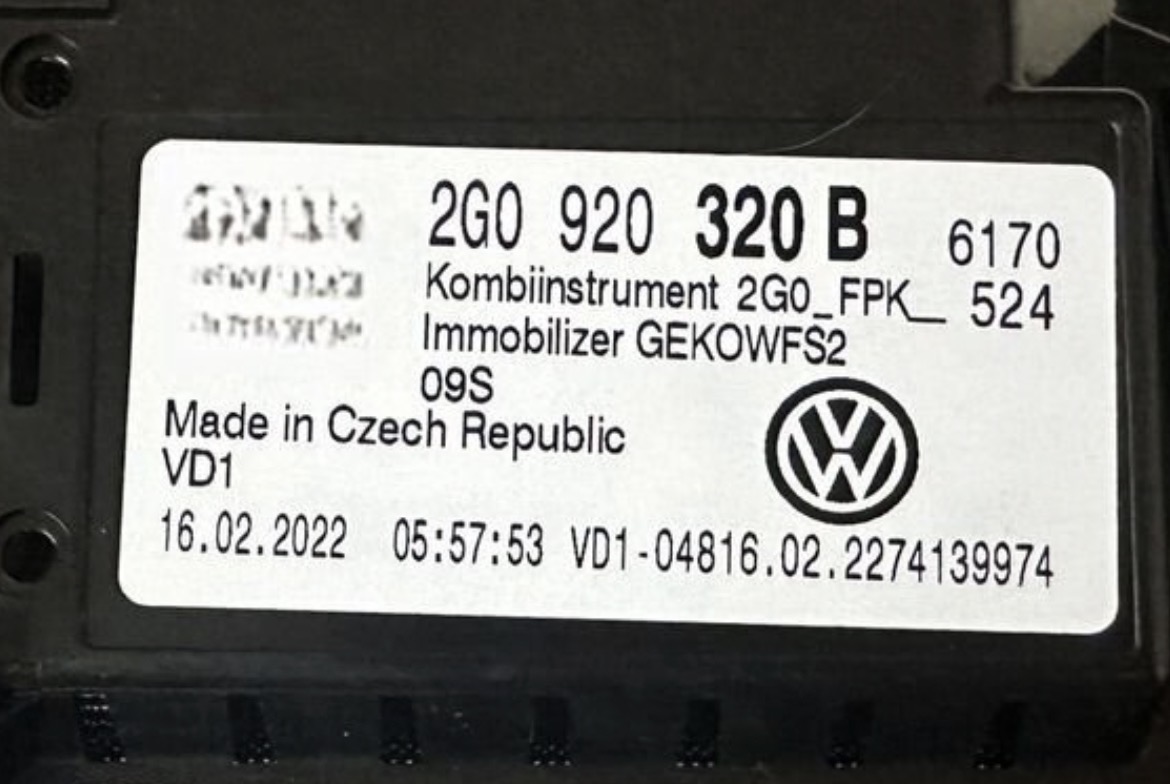 2G0 920 320 B 6170
Kombiinstrument 2G0_FPK_ 524
Immobilizer GEKOWFS2
09S
Made in Czech Republic
VD1
16.02.2022 05:57:53 VD1-04816.02.2274139974